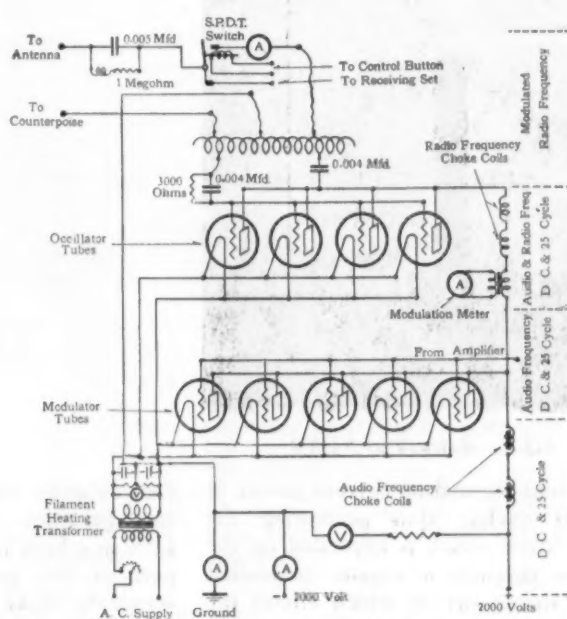 S.P.D.T.
Switch
To
Antenna
0.005 Mfd
A
1 Megohm
To Control Button
To Receiving Set
To
Counterpoise
Modulated
Radio Frequency
Radio Frequency
Choke Coils
3000
Ohms
0.004 Mfd.
0.004 Mfd.
Occillator
Tubes
A
Modulation Meter
Audio & Radio Freq
D C. & 25 Cycle
From Amplifier
Audio Frequency
D C. & 25 Cycle
Modulator
Tubes
Audio Frequency
Choke Coils
D C & 25 Cycle
V
Filament
Heating
Transformer
V
A
A
A. C. Supply
Ground
-2000 Volt
2000 Volts